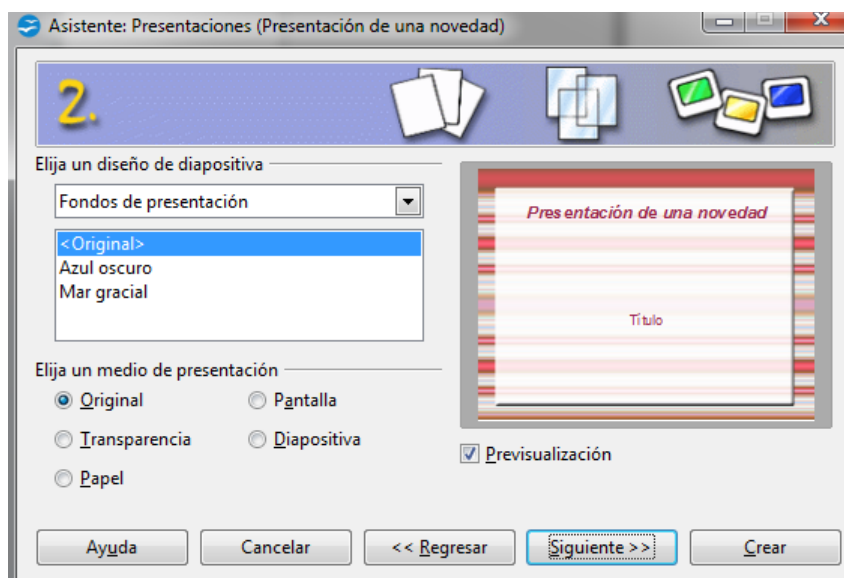 Asistente: Presentaciones (Presentación de una novedad)
2.
Elija un diseño de diapositiva
Fondos de presentación
<Original>
Azul oscuro
Mar gracial
Elija un medio de presentación
Original
Pantalla
Transparencia
Diapositiva
Papel
Presentación de una novedad
Título
Previsualización
Ayuda
Cancelar
<< Regresar
Siguiente >>
Crear